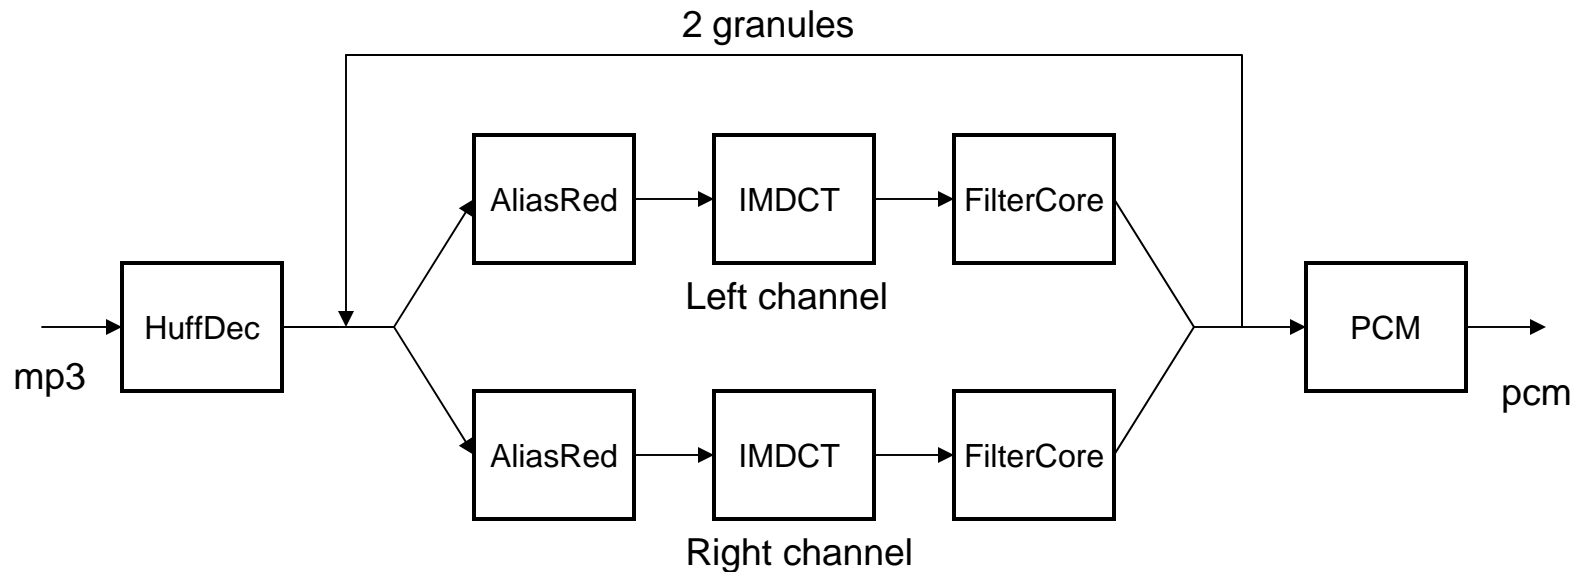 2 granules
AliasRed
IMDCT
FilterCore
Left channel
HuffDec
PCM
mp3
pcm
AliasRed
IMDCT
FilterCore
Right channel